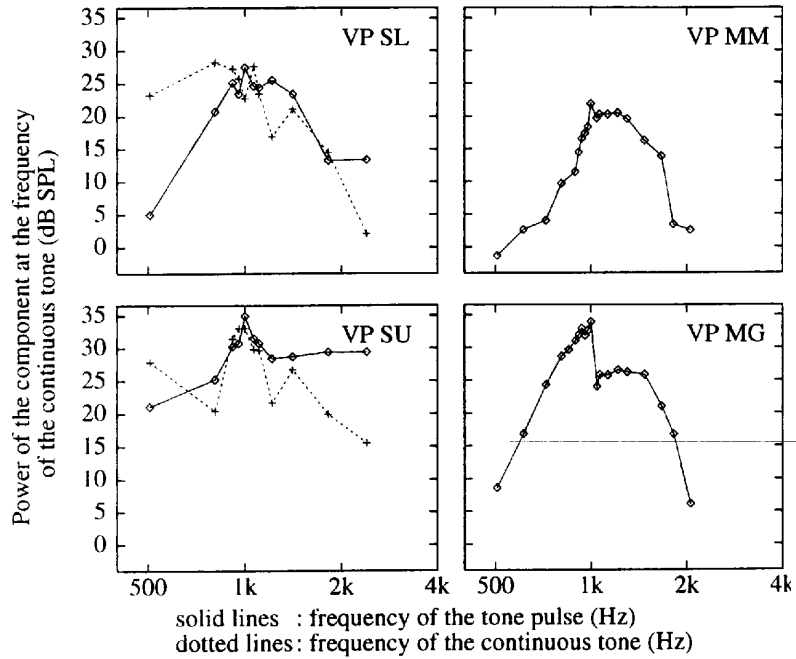 VP SL
VP MM
35
30
25
20
15
10
5
0
VP SU
VP MG
35
30
25
20
15
10
5
0
Power of the component at the frequency
of the continuous tone (dB SPL)
500 1k 2k 4k 500 1k 2k 4k
solid lines : frequency of the tone pulse (Hz)
dotted lines : frequency of the continuous tone (Hz)